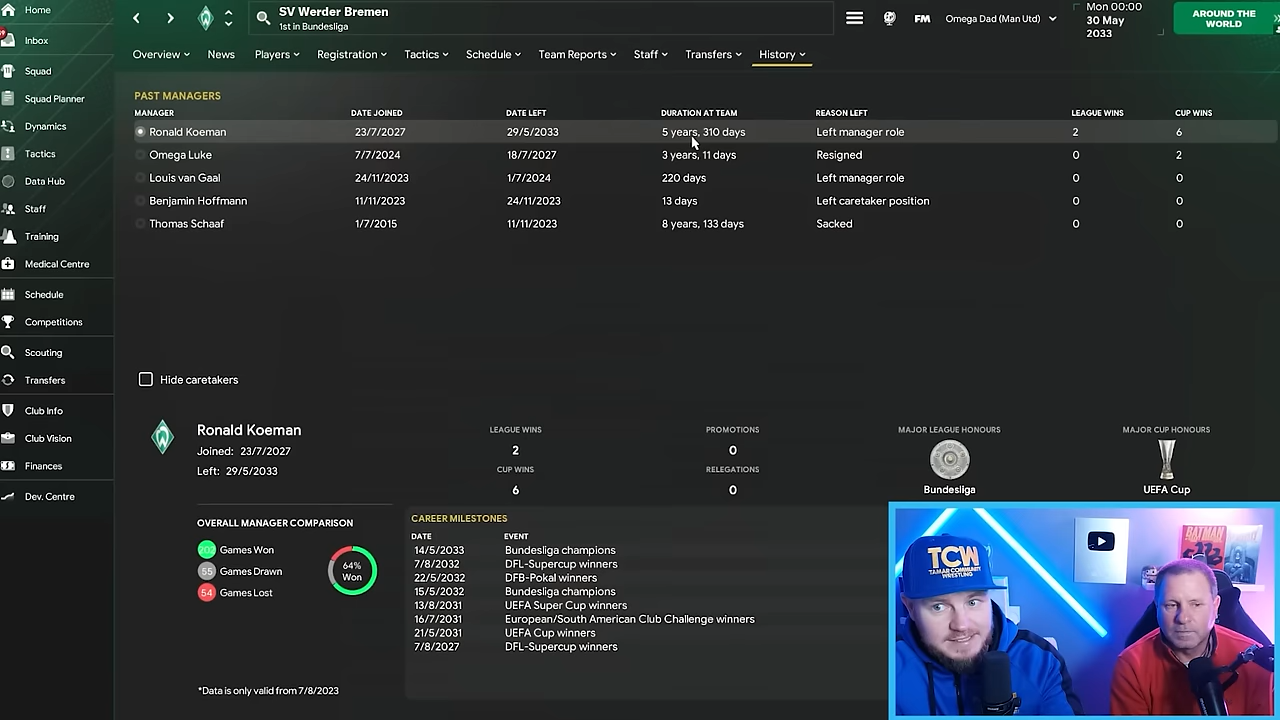 Home
Inbox
Squad
Squad Planner
Dynamics
Tactics
Data Hub
Staff
Training
Medical Centre
Schedule
Competitions
Scouting
Transfers
Club Info
Club Vision
Finances
Dev. Centre
SV Werder Bremen
1st in Bundesliga
FM Omega Dad (Man Utd)
Mon 00:00
30 May
2033
AROUND THE
WORLD
Overview News Players Registration Tactics Schedule Team Reports Staff Transfers History
PAST MANAGERS
MANAGER DATE JOINED DATE LEFT DURATION AT TEAM REASON LEFT LEAGUE WINS CUP WINS
Ronald Koeman 23/7/2027 29/5/2033 5 years, 310 days Left manager role 2 6
Omega Luke 7/7/2024 18/7/2027 3 years, 11 days Resigned 0 2
Louis van Gaal 24/11/2023 1/7/2024 220 days Left manager role 0 0
Benjamin Hoffmann 11/11/2023 24/11/2023 13 days Left caretaker position 0 0
Thomas Schaaf 1/7/2015 11/11/2023 8 years, 133 days Sacked 0 0
Hide caretakers
Ronald Koeman
Joined: 23/7/2027
Left: 29/5/2033
LEAGUE WINS
2
CUP WINS
6
PROMOTIONS
0
RELEGATIONS
0
MAJOR LEAGUE HONOURS
Bundesliga
MAJOR CUP HONOURS
UEFA Cup
OVERALL MANAGER COMPARISON
Games Won
55 Games Drawn
54 Games Lost
64%
Won
*Data is only valid from 7/8/2023
CAREER MILESTONES
DATE EVENT
14/5/2033 Bundesliga champions
7/8/2032 DFL-Supercup winners
22/5/2032 DFB-Pokal winners
15/5/2032 Bundesliga champions
13/8/2031 UEFA Super Cup winners
16/7/2031 European/South American Club Challenge winners
21/5/2031 UEFA Cup winners
7/8/2027 DFL-Supercup winners
TCW
TAMAR COMMUNITY
WRESTLING
BATMAN